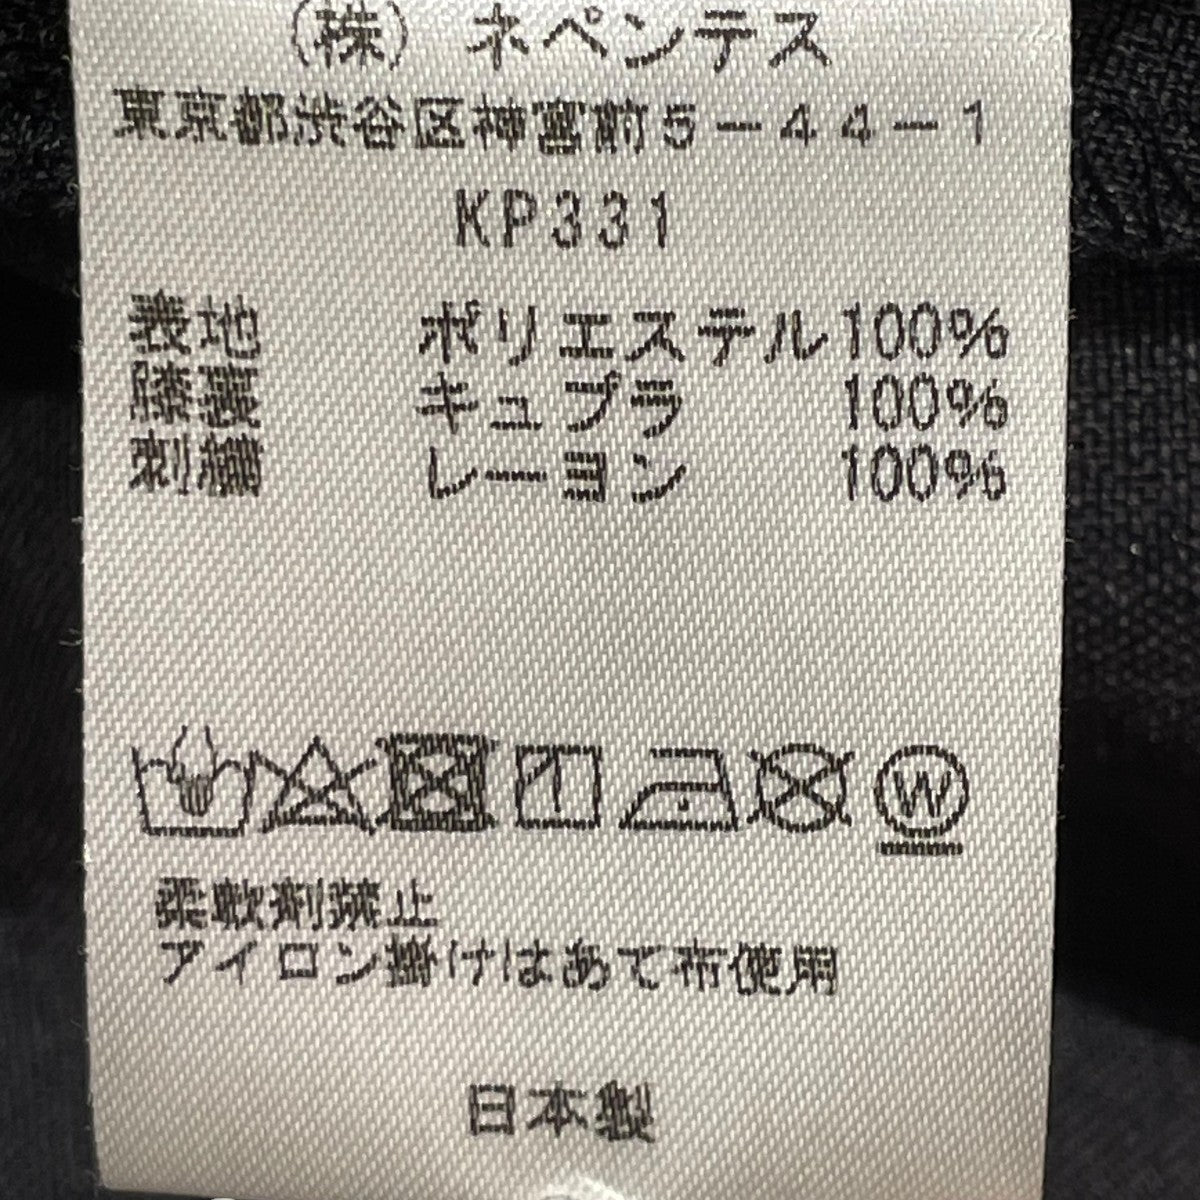 (株) ネペンテス
東京都渋谷区神宮前5-44-1
KP331
表地 ポリエステル100%
膝裏 キュプラ 100%
刺繍 レーヨン 100%
W
柔軟剤禁止
アイロン掛けはあて布使用
日本製